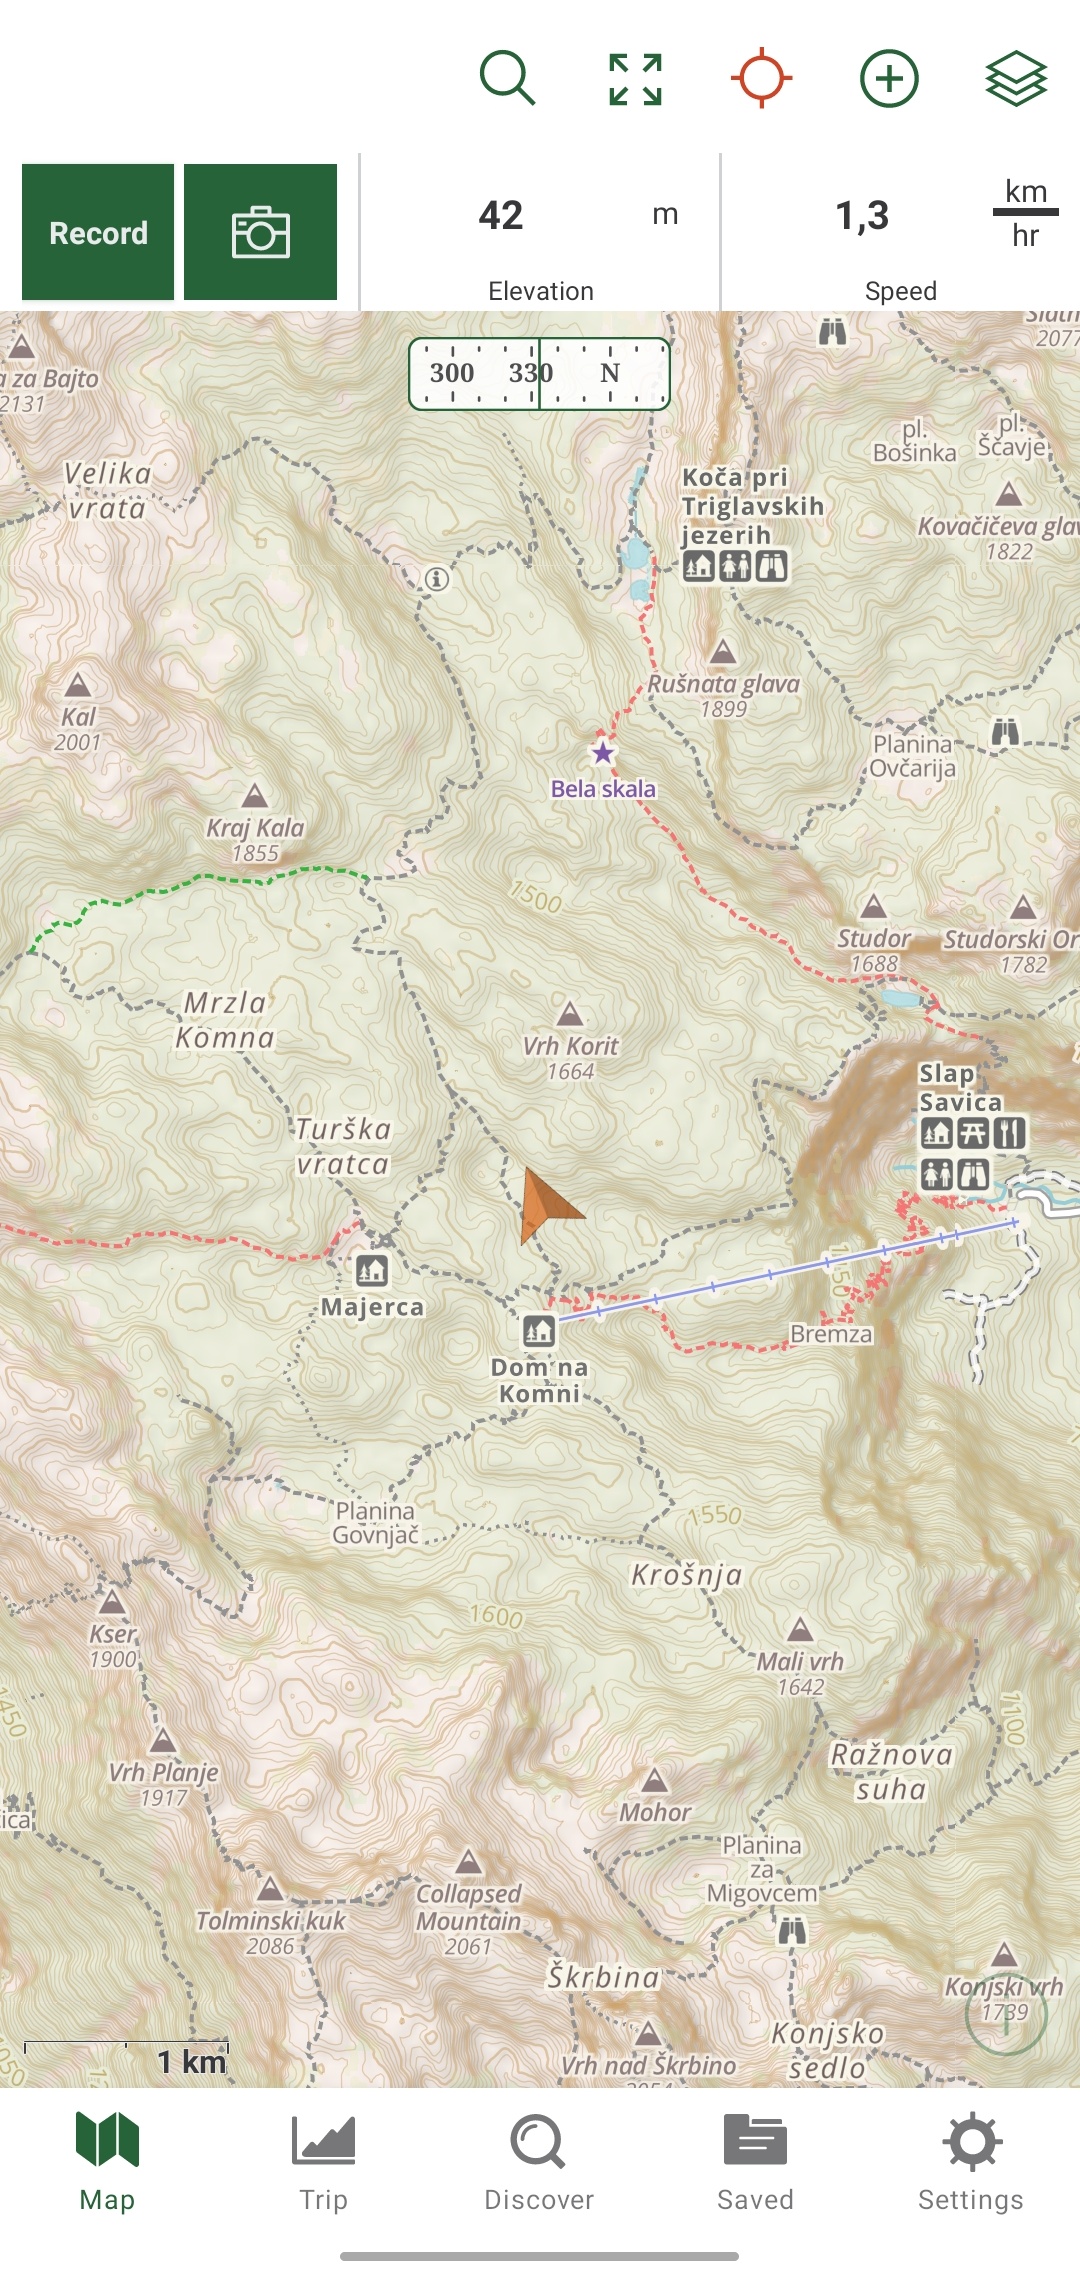 Record
42
m
Elevation
1,3
km
hr
Speed
300
330
N
2077
a za Bajto
2131
Velika
vrata
pl.
Bošinka
pl.
Ščavje
Koča pri
Triglavskih
jezerih
Kovačičeva glav
1822
Rušnata glava
1899
Kal
2001
Planina
Ovčarija
Bela skala
Kraj Kala
1855
1500
Studor
1688
Studorski Or
1782
Mrzla
Komna
Vrh Korit
1664
Slap
Savica
Turška
vratca
Majerca
Bremza
Dom na
Komni
Planina
Govnjač
1550
Krošnja
1600
Kser
1900
Mali vrh
1642
1450
1100
Ražnova
suha
Vrh Planje
1917
Mohor
ica
Planina
za
Migovcem
Collapsed
Mountain
2061
Tolminski kuk
2086
Škrbina
Konjski vrh
1739
Konjsko
sedlo
Vrh nad Škrbino
1 km
Map
Trip
Discover
Saved
Settings